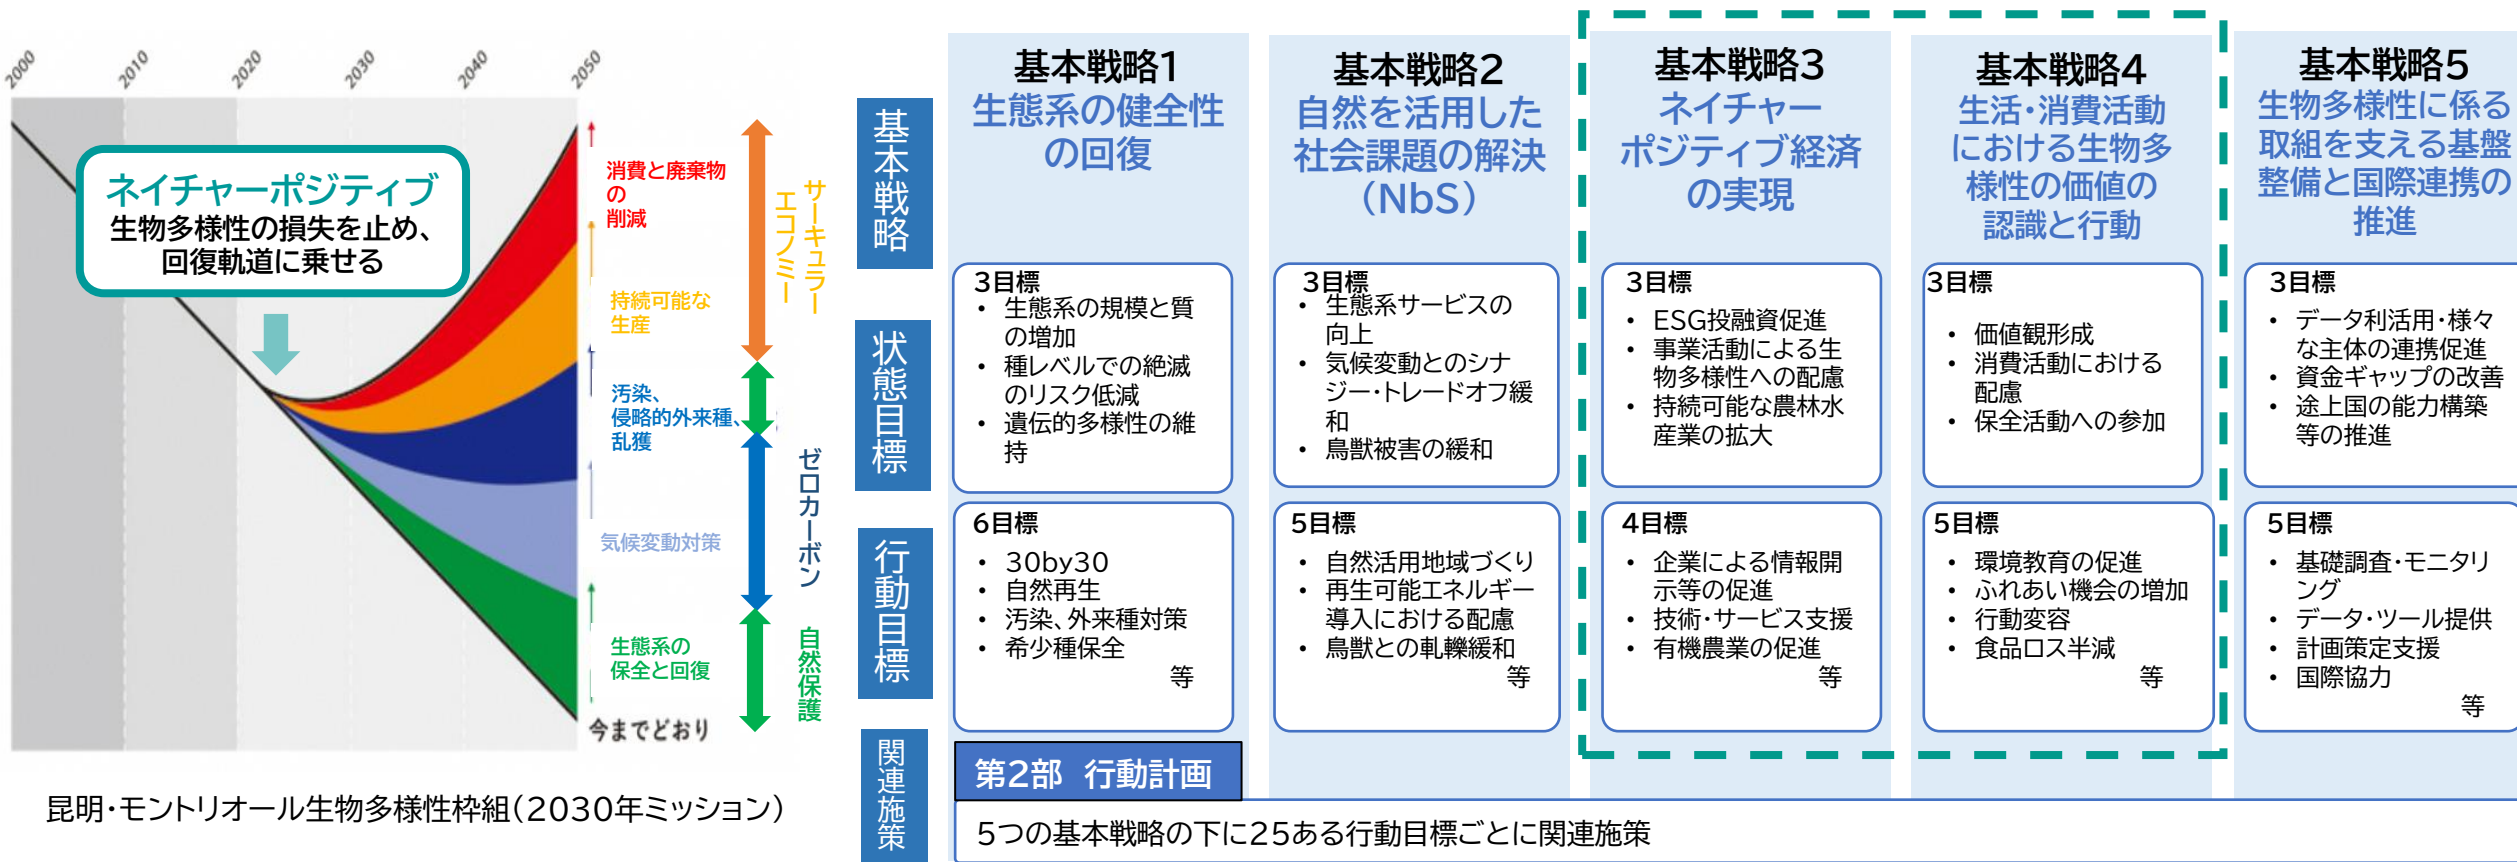 2000
2010
2020
2030
2040
2050
ネイチャーポジティブ
生物多様性の損失を止め、
回復軌道に乗せる
消費と廃棄物
の
削減
持続可能な
生産
汚染、
侵略的外来種、
乱獲
気候変動対策
生態系の
保全と回復
今までどおり
サーキュラー
エコノミー
ゼロカーボン
自然保護
昆明・モントリオール生物多様性枠組(2030年ミッション)
基本戦略
状態目標
行動目標
関連施策
基本戦略1
生態系の健全性
の回復
3目標
• 生態系の規模と質
の増加
• 種レベルでの絶滅
のリスク低減
• 遺伝的多様性の維
持
6目標
• 30by30
• 自然再生
• 汚染、外来種対策
• 希少種保全
等
基本戦略2
自然を活用した
社会課題の解決
(NbS)
3目標
• 生態系サービスの
向上
• 気候変動とのシナ
ジー・トレードオフ緩
和
• 鳥獣被害の緩和
5目標
• 自然活用地域づくり
• 再生可能エネルギー
導入における配慮
• 鳥獣との軋轢緩和
等
基本戦略3
ネイチャー
ポジティブ経済
の実現
3目標
• ESG投融資促進
• 事業活動による生
物多様性への配慮
• 持続可能な農林水
産業の拡大
4目標
• 企業による情報開
示等の促進
• 技術・サービス支援
• 有機農業の促進
等
基本戦略4
生活・消費活動
における生物多
様性の価値の
認識と行動
3目標
• 価値観形成
• 消費活動における
配慮
• 保全活動への参加
5目標
• 環境教育の促進
• ふれあい機会の増加
• 行動変容
• 食品ロス半減
等
基本戦略5
生物多様性に係る
取組を支える基盤
整備と国際連携の
推進
3目標
• データ利活用・様々
な主体の連携促進
• 資金ギャップの改善
• 途上国の能力構築
等の推進
5目標
• 基礎調査・モニタリ
ング
• データ・ツール提供
• 計画策定支援
• 国際協力
等
第2部 行動計画
5つの基本戦略の下に25ある行動目標ごとに関連施策